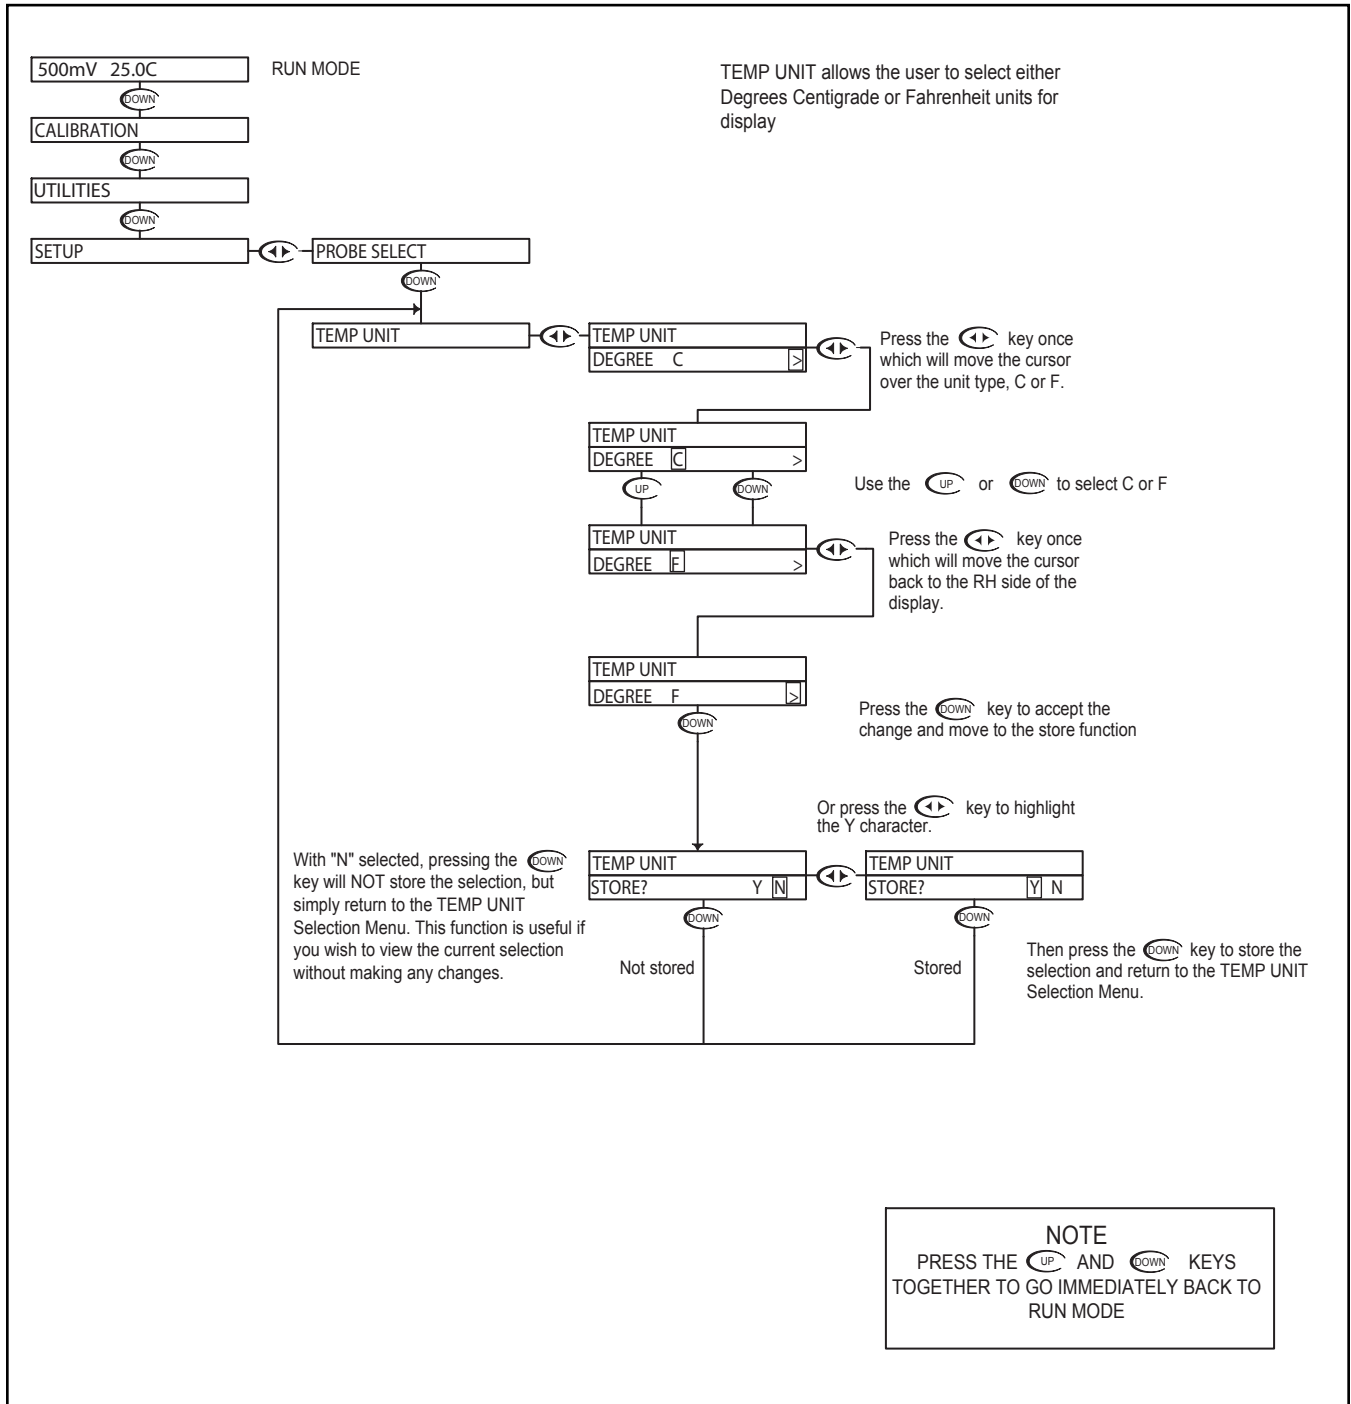 500mV 25.0C
RUN MODE
TEMP UNIT allows the user to select either
Degrees Centigrade or Fahrenheit units for
display
DOWN
CALIBRATION
DOWN
UTILITIES
DOWN
SETUP
PROBE SELECT
DOWN
TEMP UNIT
TEMP UNIT
DEGREE C >
Press the key once
which will move the cursor
over the unit type, C or F.
TEMP UNIT
DEGREE C >
UP
DOWN
Use the UP or DOWN to select C or F
TEMP UNIT
DEGREE F >
Press the key once
which will move the cursor
back to the RH side of the
display.
TEMP UNIT
DEGREE F >
DOWN
Press the DOWN key to accept the
change and move to the store function
Or press the key to highlight
the Y character.
With "N" selected, pressing the DOWN
key will NOT store the selection, but
simply return to the TEMP UNIT
Selection Menu. This function is useful if
you wish to view the current selection
without making any changes.
TEMP UNIT
STORE? Y N
DOWN
Not stored
TEMP UNIT
STORE? Y N
DOWN
Stored
Then press the DOWN key to store the
selection and return to the TEMP UNIT
Selection Menu.
NOTE
PRESS THE UP AND DOWN KEYS
TOGETHER TO GO IMMEDIATELY BACK TO
RUN MODE